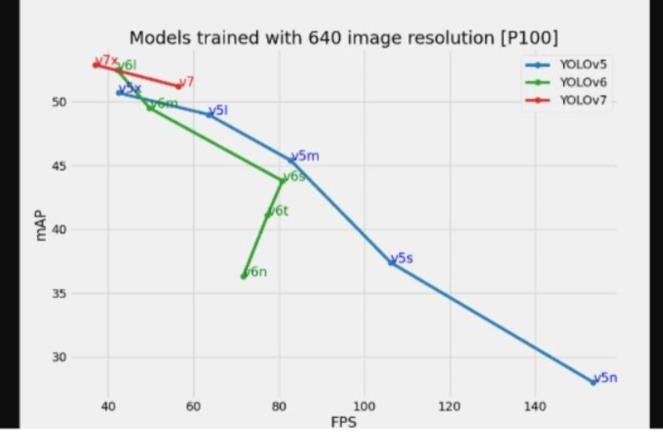 Models trained with 640 image resolution [P100]
v7x
v6l
v7
v5x
v6m
v5l
v5m
v6s
v6t
v6n
v5s
v5n
YOLOv5
YOLOv6
YOLOv7
50
45
40
35
30
mAP
40 60 80 100 120 140
FPS